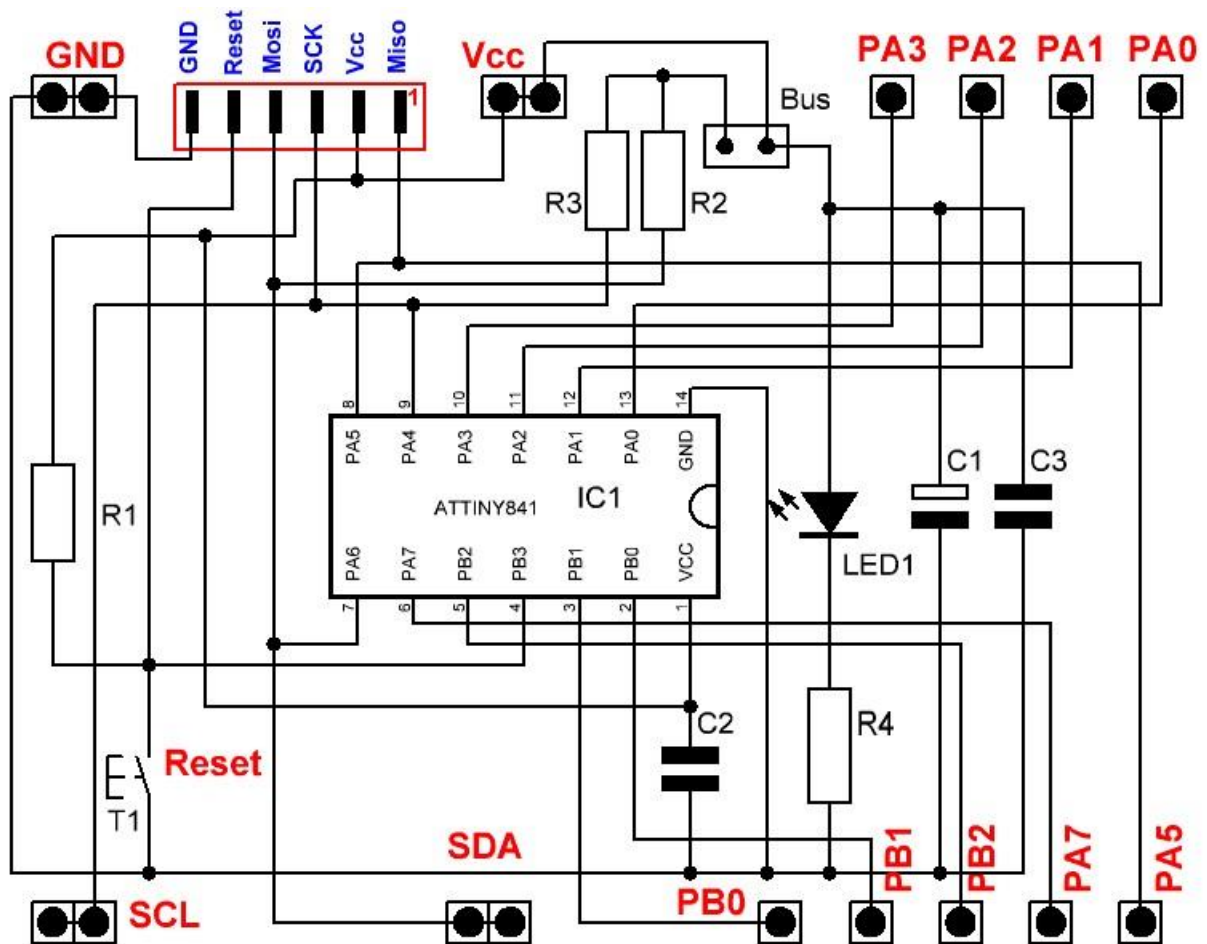 GND
GND
Reset
Mosi
SCK
Vcc
Miso
1
Vcc
PA3
PA2
PA1
PA0
Bus
R3
R2
8
9
10
11
12
13
14
PA5
PA4
PA3
PA2
PA1
PA0
GND
C1
C3
R1
ATTINY841
IC1
LED1
PA6
PA7
PB2
PB3
PB1
PB0
VCC
7
6
5
4
3
2
1
C2
R4
Reset
T1
SDA
SCL
PB0
PB1
PB2
PA7
PA5